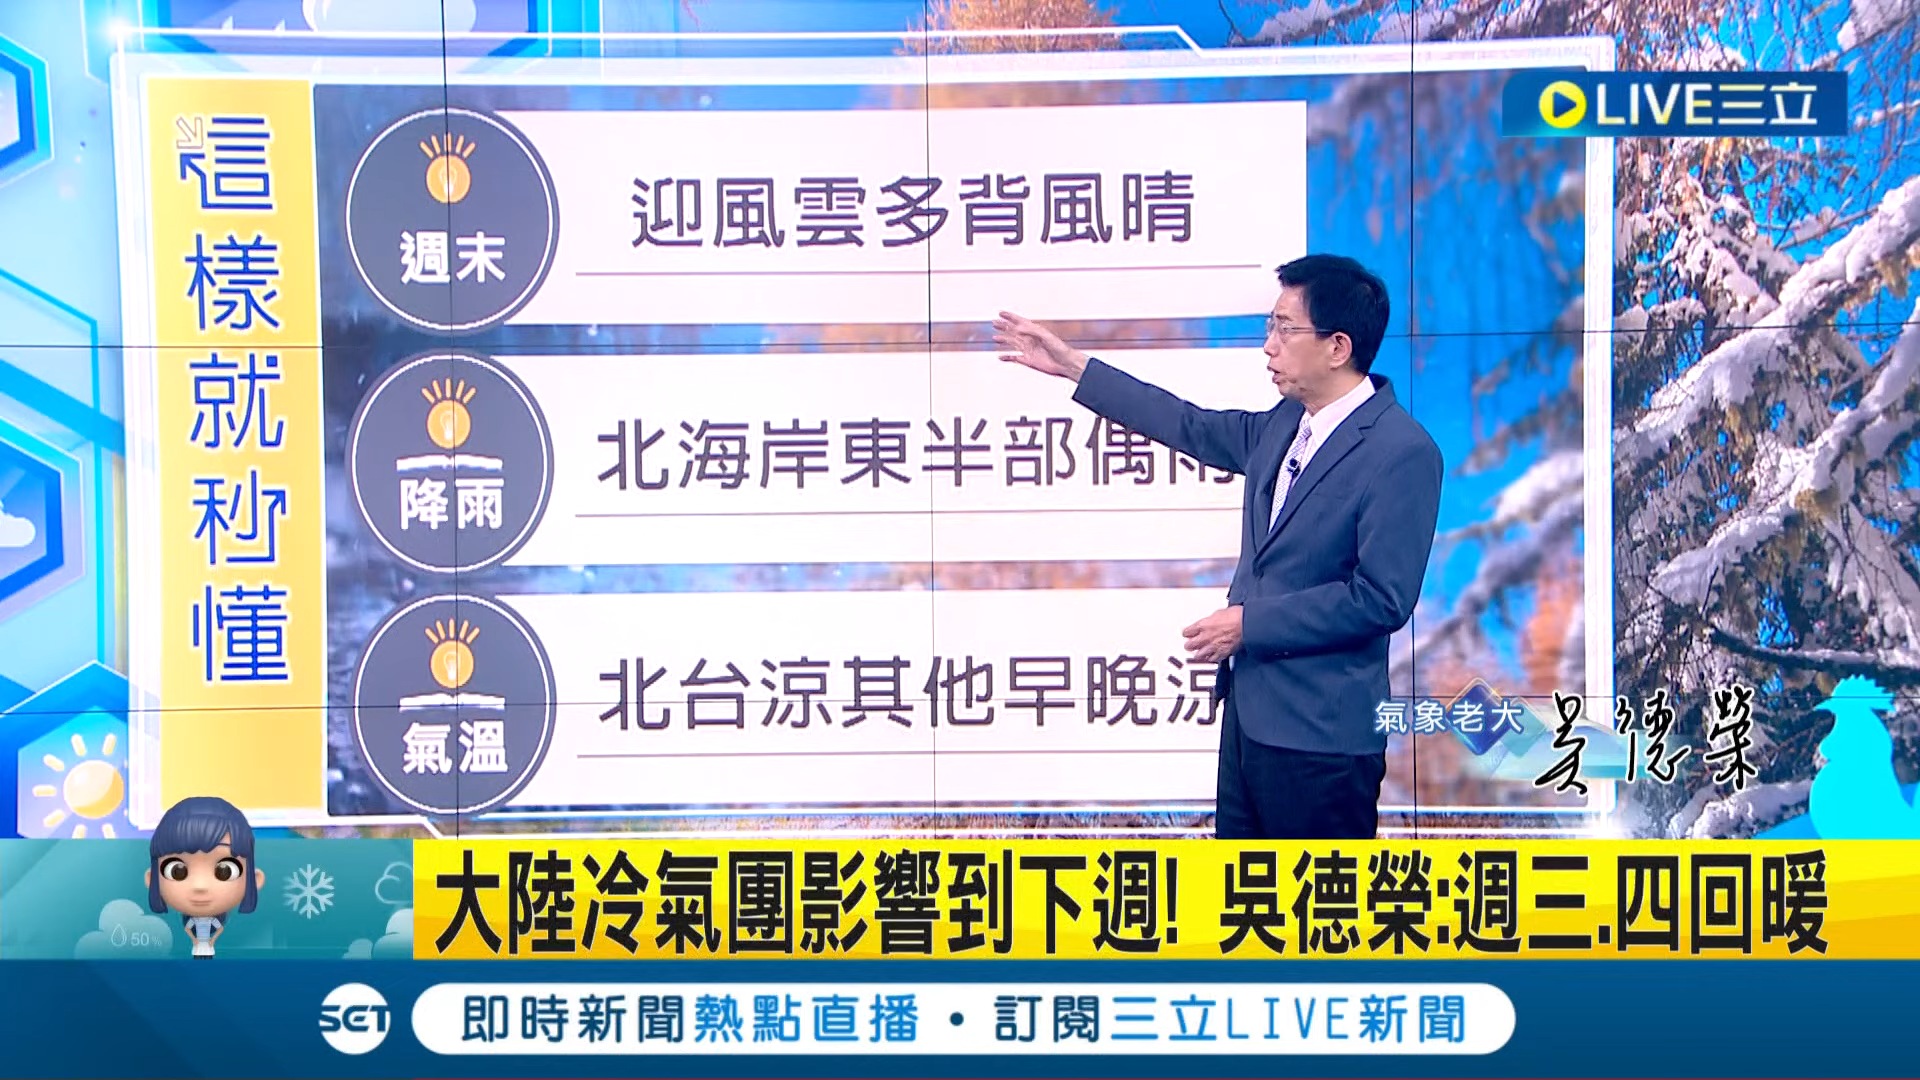 LIVE三立
這樣就秒懂
週末
迎風雲多背風晴
降雨
北海岸東半部偶雨
氣溫
北台涼其他早晚涼
氣象老大
吳德榮
50%
大陸冷氣團影響到下週! 吳德榮:週三.四回暖
SET
即時新聞熱點直播・訂閱三立LIVE新聞